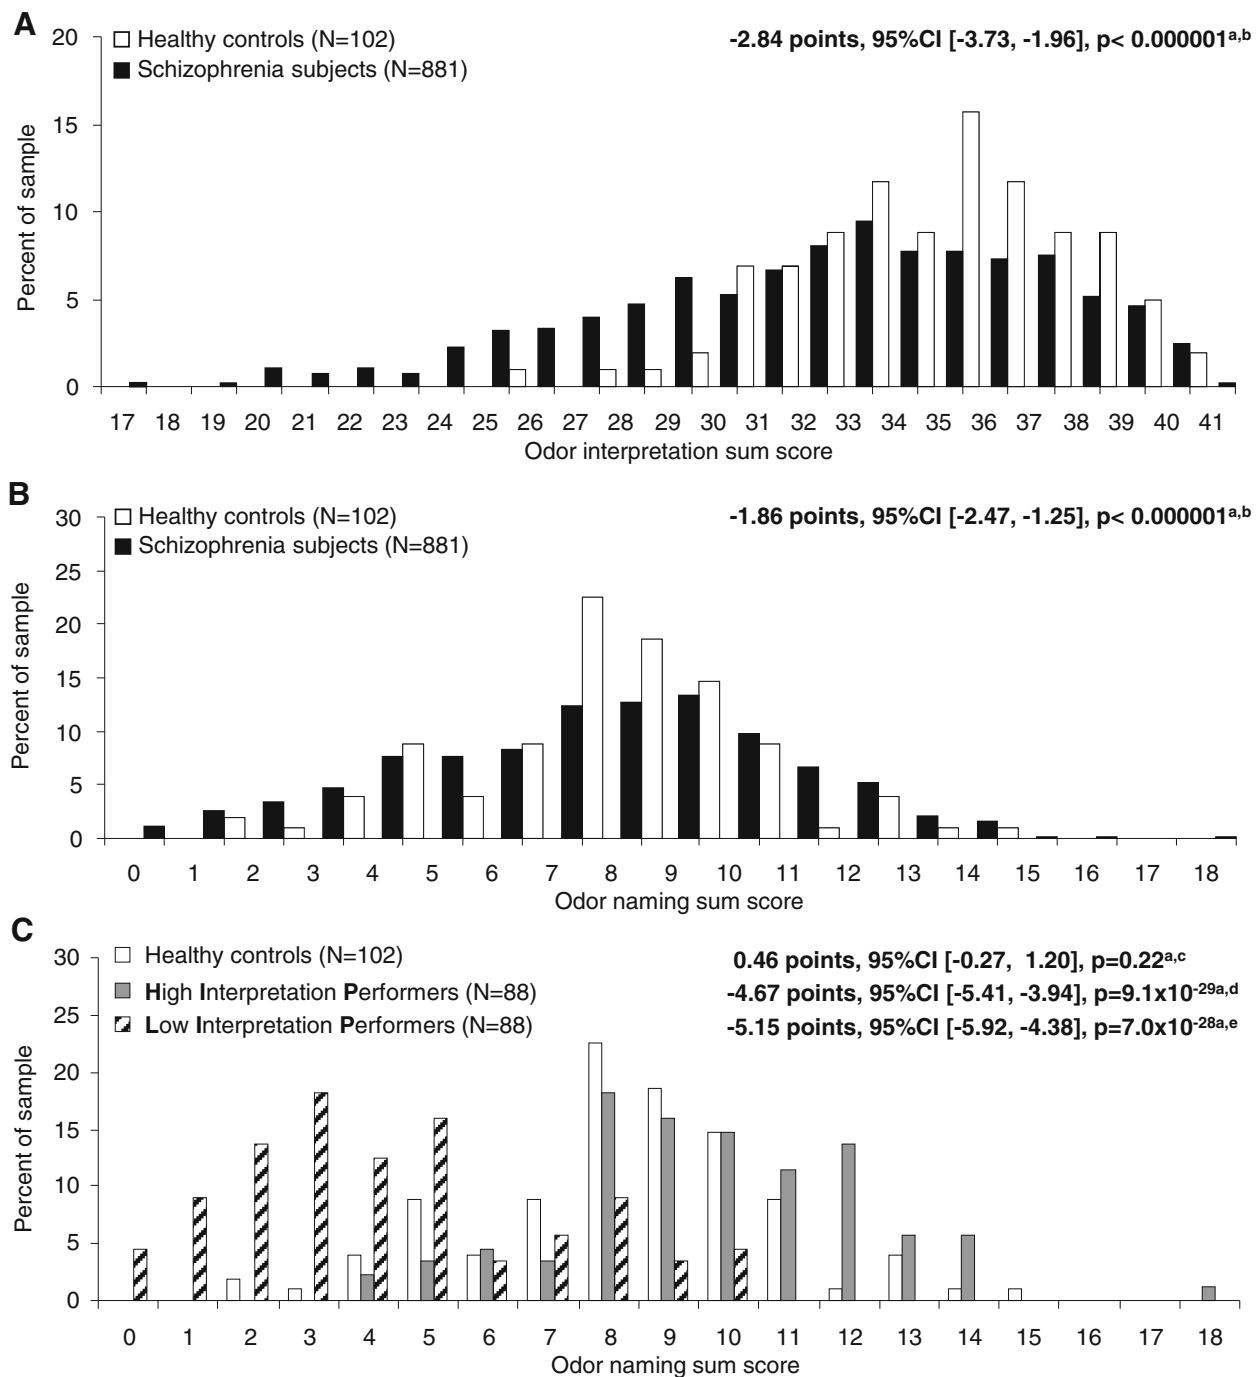 A
20
Healthy controls (N=102)
-2.84 points, 95%CI [-3.73, -1.96], p< 0.000001a,b
Schizophrenia subjects (N=881)
15
10
5
0
Percent of sample
17 18 19 20 21 22 23 24 25 26 27 28 29 30 31 32 33 34 35 36 37 38 39 40 41
Odor interpretation sum score
B
30
Healthy controls (N=102)
-1.86 points, 95%CI [-2.47, -1.25], p< 0.000001a,b
Schizophrenia subjects (N=881)
25
20
15
10
5
0
Percent of sample
0 1 2 3 4 5 6 7 8 9 10 11 12 13 14 15 16 17 18
Odor naming sum score
C
30
Healthy controls (N=102)
0.46 points, 95%CI [-0.27, 1.20], p=0.22a,c
High Interpretation Performers (N=88)
-4.67 points, 95%CI [-5.41, -3.94], p=9.1x10-29a,d
Low Interpretation Performers (N=88)
-5.15 points, 95%CI [-5.92, -4.38], p=7.0x10-28a,e
25
20
15
10
5
0
Percent of sample
0 1 2 3 4 5 6 7 8 9 10 11 12 13 14 15 16 17 18
Odor naming sum score